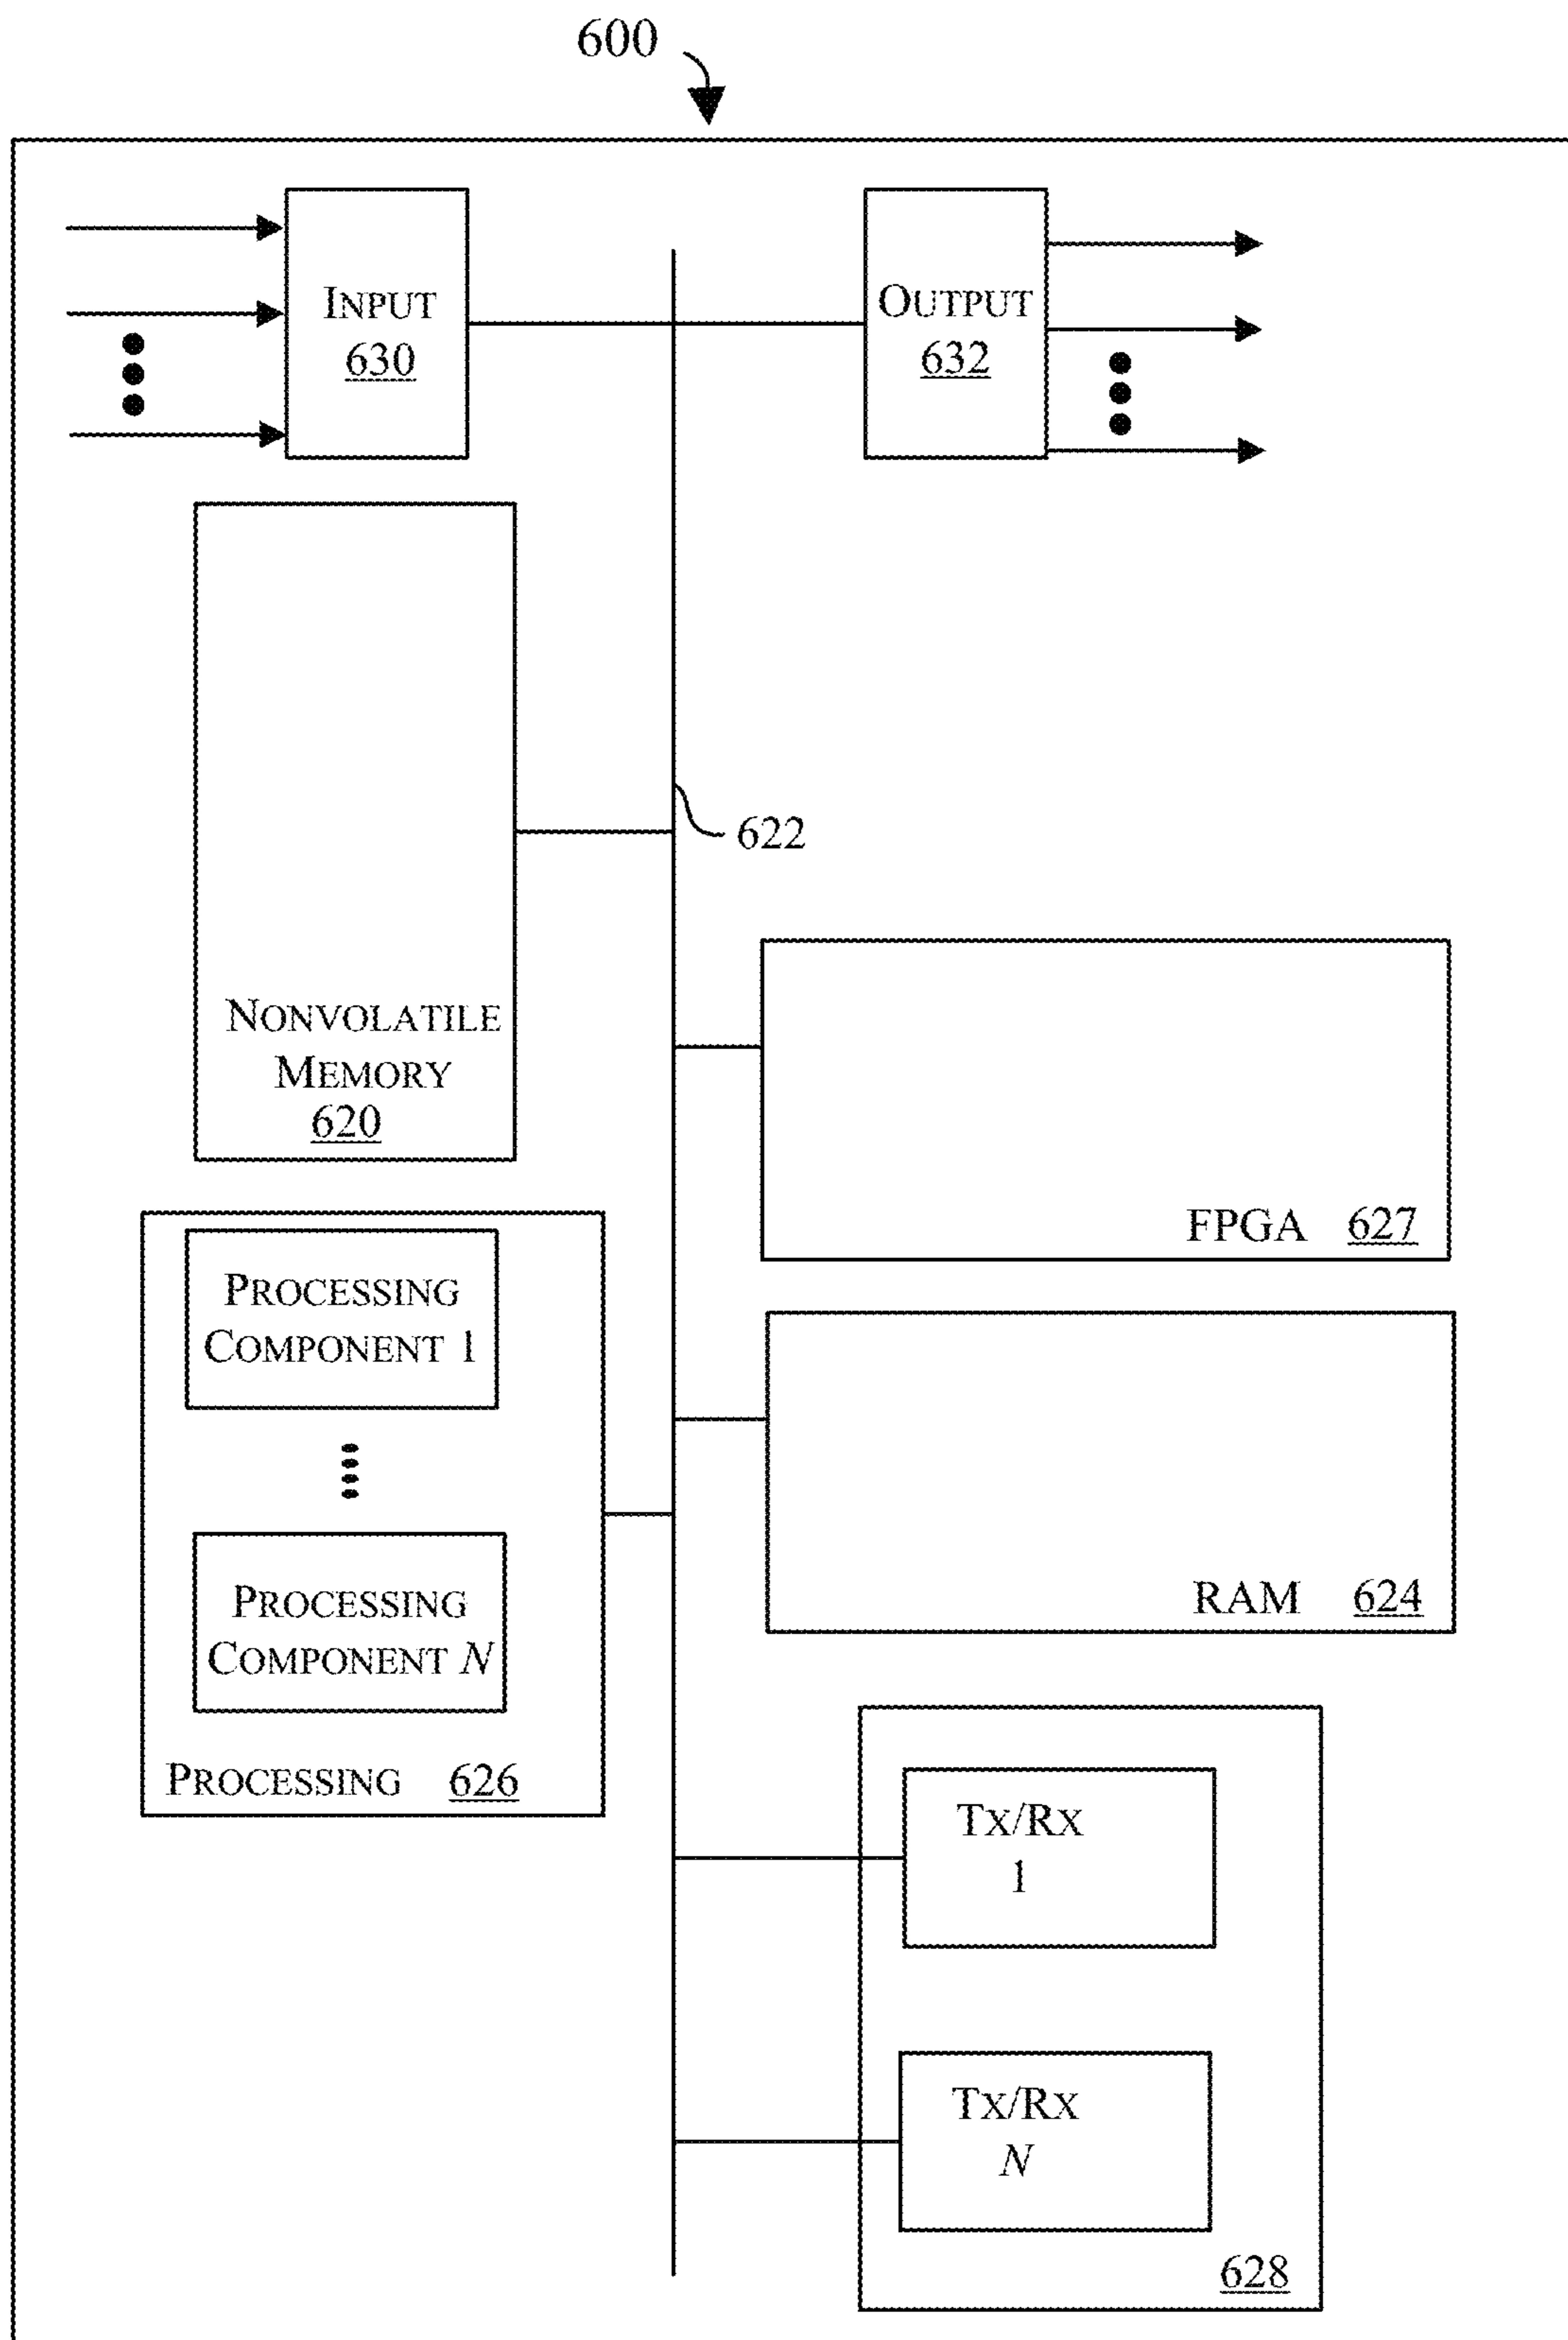 600
INPUT
630
OUTPUT
632
622
NONVOLATILE
MEMORY
620
FPGA 627
PROCESSING
COMPONENT 1
PROCESSING
COMPONENT N
PROCESSING 626
RAM 624
TX/RX
1
TX/RX
N
628